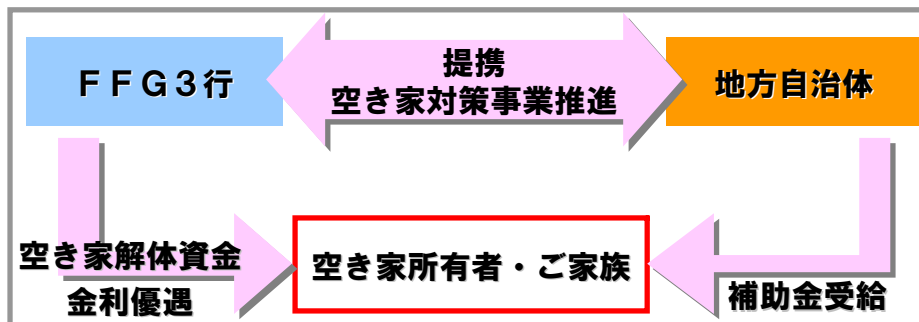 FFG3行
提携
空き家対策事業推進
地方自治体
空き家解体資金
金利優遇
空き家所有者・ご家族
補助金受給